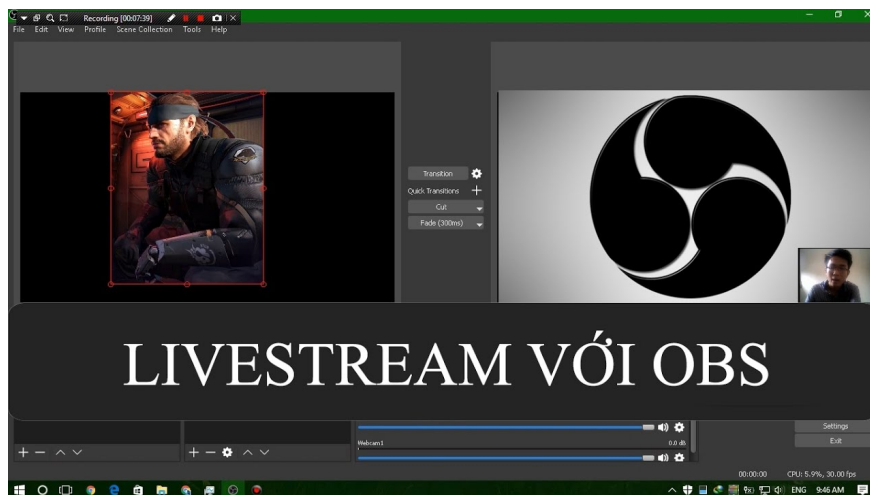 Recording [00:07:39]
File Edit View Profile Scene Collection Tools Help
Transition
Quick Transitions
Cut
Fade (300ms)
LIVESTREAM VỚI OBS
Webcam1 0.0 dB
Settings
Exit
00:00:00 CPU: 5.9%, 30.00 fps
ENG 9:46 AM